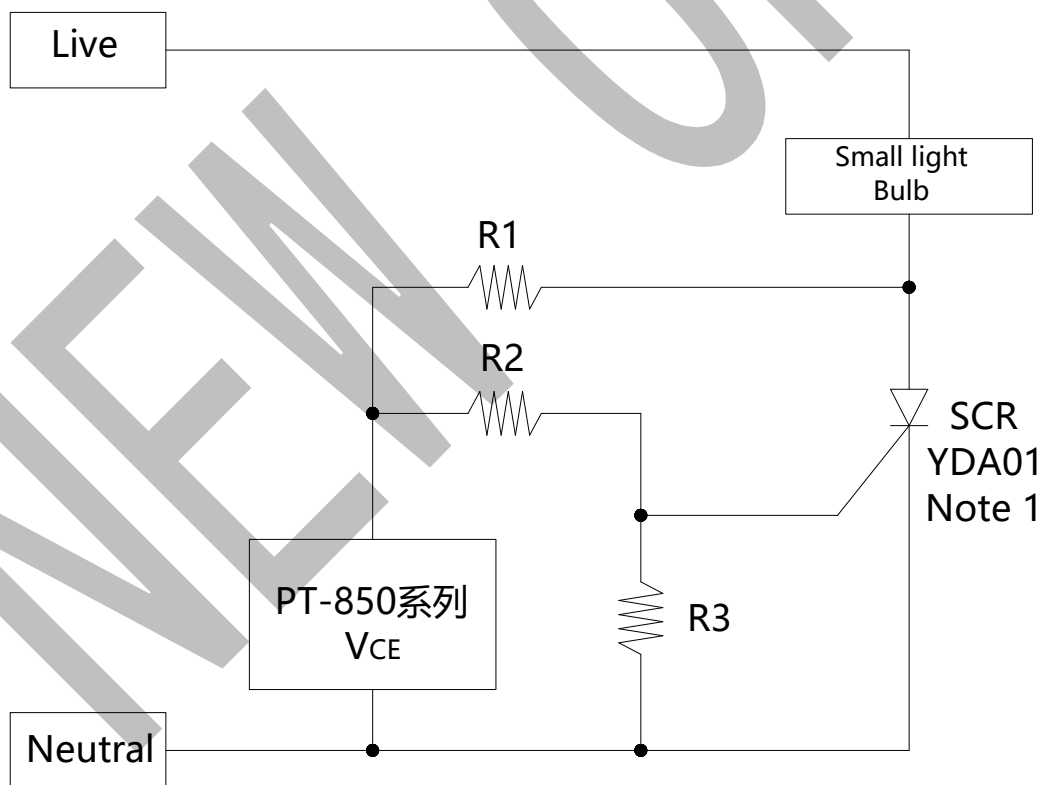 Live
Small light
Bulb
R1
R2
SCR
YDA01
Note 1
PT-850系列
VCE
R3
Neutral
NEW